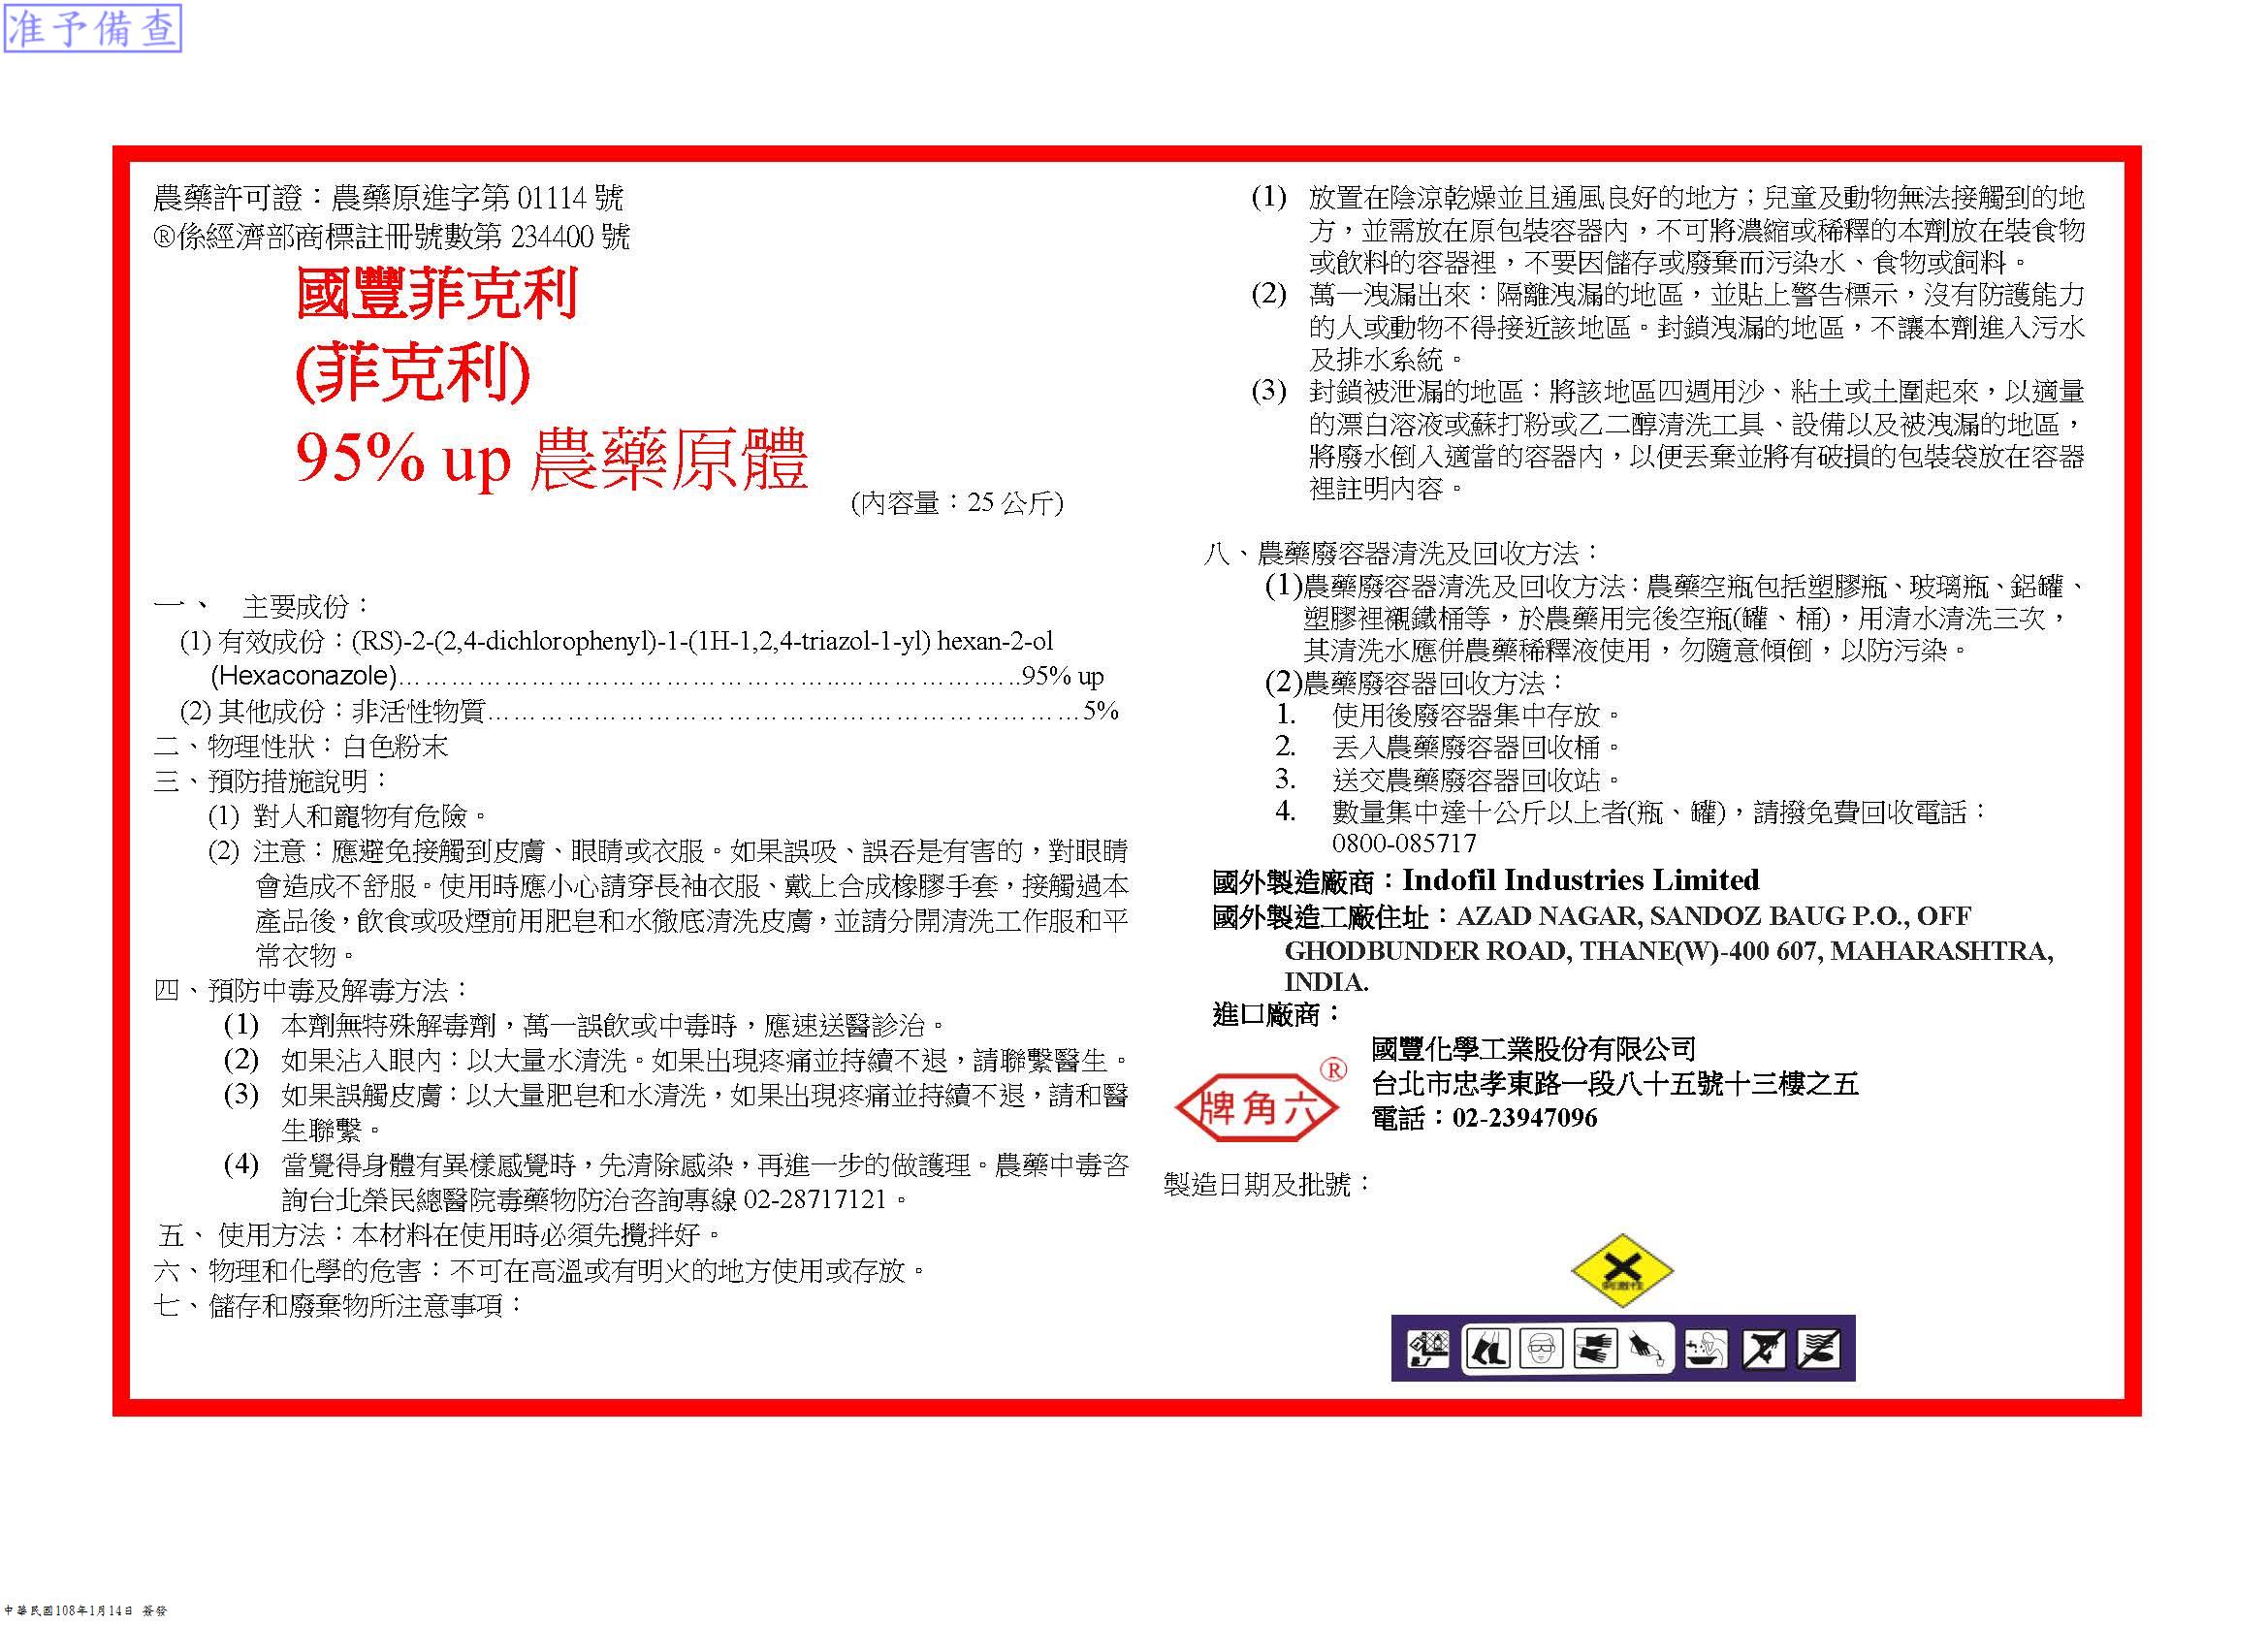 准予備查
農藥許可證：農藥原進字第 01114 號
®係經濟部商標註冊號數第 234400 號
國豐菲克利
(菲克利)
95% up 農藥原體
(內容量：25 公斤)
一、 主要成份：
(1) 有效成份：(RS)-2-(2,4-dichlorophenyl)-1-(1H-1,2,4-triazol-1-yl) hexan-2-ol
(Hexaconazole)……………………………………………………………95% up
(2) 其他成份：非活性物質……………………………………………………………5%
二、物理性狀：白色粉末
三、預防措施說明：
(1) 對人和寵物有危險。
(2) 注意：應避免接觸到皮膚、眼睛或衣服。如果誤吸、誤吞是有害的，對眼睛
會造成不舒服。使用時應小心請穿長袖衣服、戴上合成橡膠手套，接觸過本
產品後，飲食或吸煙前用肥皂和水徹底清洗皮膚，並請分開清洗工作服和平
常衣物。
四、預防中毒及解毒方法：
(1) 本劑無特殊解毒劑，萬一誤飲或中毒時，應速送醫診治。
(2) 如果沾入眼內：以大量水清洗。如果出現疼痛並持續不退，請聯繫醫生。
(3) 如果誤觸皮膚：以大量肥皂和水清洗，如果出現疼痛並持續不退，請和醫
生聯繫。
(4) 當覺得身體有異樣感覺時，先清除感染，再進一步的做護理。農藥中毒咨
詢台北榮民總醫院毒藥物防治咨詢專線 02-28717121。
五、 使用方法：本材料在使用時必須先攪拌好。
六、物理和化學的危害：不可在高溫或有明火的地方使用或存放。
七、儲存和廢棄物所注意事項：
(1) 放置在陰涼乾燥並且通風良好的地方；兒童及動物無法接觸到的地
方，並需放在原包裝容器內，不可將濃縮或稀釋的本劑放在裝食物
或飲料的容器裡，不要因儲存或廢棄而污染水、食物或飼料。
(2) 萬一洩漏出來：隔離洩漏的地區，並貼上警告標示，沒有防護能力
的人或動物不得接近該地區。封鎖洩漏的地區，不讓本劑進入污水
及排水系統。
(3) 封鎖被泄漏的地區：將該地區四週用沙、粘土或土圍起來，以適量
的漂白溶液或蘇打粉或乙二醇清洗工具、設備以及被洩漏的地區，
將廢水倒入適當的容器內，以便丟棄並將有破損的包裝袋放在容器
裡註明內容。
八、農藥廢容器清洗及回收方法：
(1)農藥廢容器清洗及回收方法：農藥空瓶包括塑膠瓶、玻璃瓶、鋁罐、
塑膠裡襯鐵桶等，於農藥用完後空瓶(罐、桶)，用清水清洗三次，
其清洗水應併農藥稀釋液使用，勿隨意傾倒，以防污染。
(2)農藥廢容器回收方法：
1. 使用後廢容器集中存放。
2. 丟入農藥廢容器回收桶。
3. 送交農藥廢容器回收站。
4. 數量集中達十公斤以上者(瓶、罐)，請撥免費回收電話：
0800-085717
國外製造廠商：Indofil Industries Limited
國外製造工廠住址：AZAD NAGAR, SANDOZ BAUG P.O., OFF
GHODBUNDER ROAD, THANE(W)-400 607, MAHARASHTRA,
INDIA.
進口廠商：
國豐化學工業股份有限公司
台北市忠孝東路一段八十五號十三樓之五
電話：02-23947096
牌角六 ®
製造日期及批號：
刺激性
中華民國108年1月14日 簽發